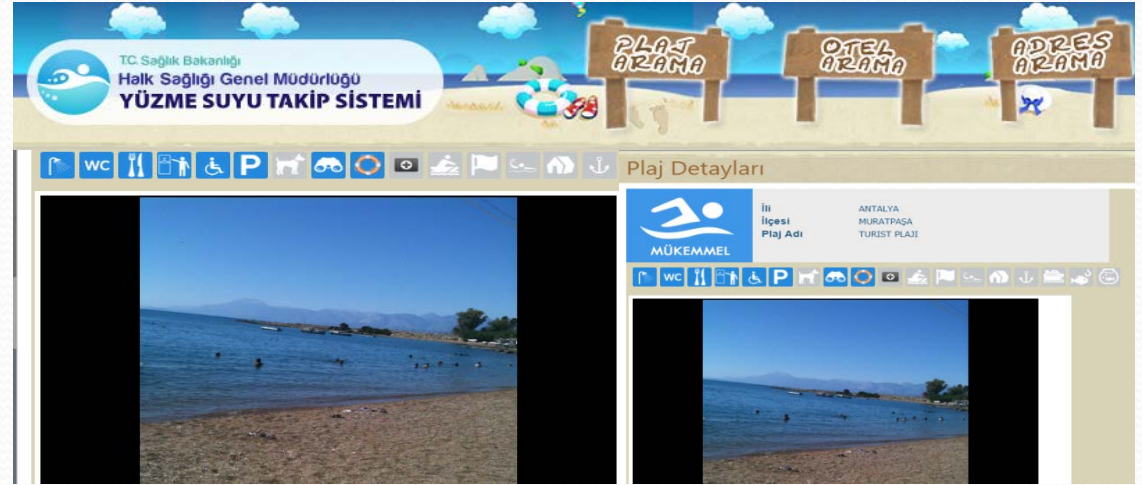 T.C. Sağlık Bakanlığı
Halk Sağlığı Genel Müdürlüğü
YÜZME SUYU TAKİP SİSTEMİ
PLAJ
ARAMA
OTEL
ARAMA
ADRES
ARAMA
WC
P
Plaj Detayları
MÜKEMMEL
İli ANTALYA
İlçesi MURATPAŞA
Plaj Adı TURIST PLAJI
WC
P